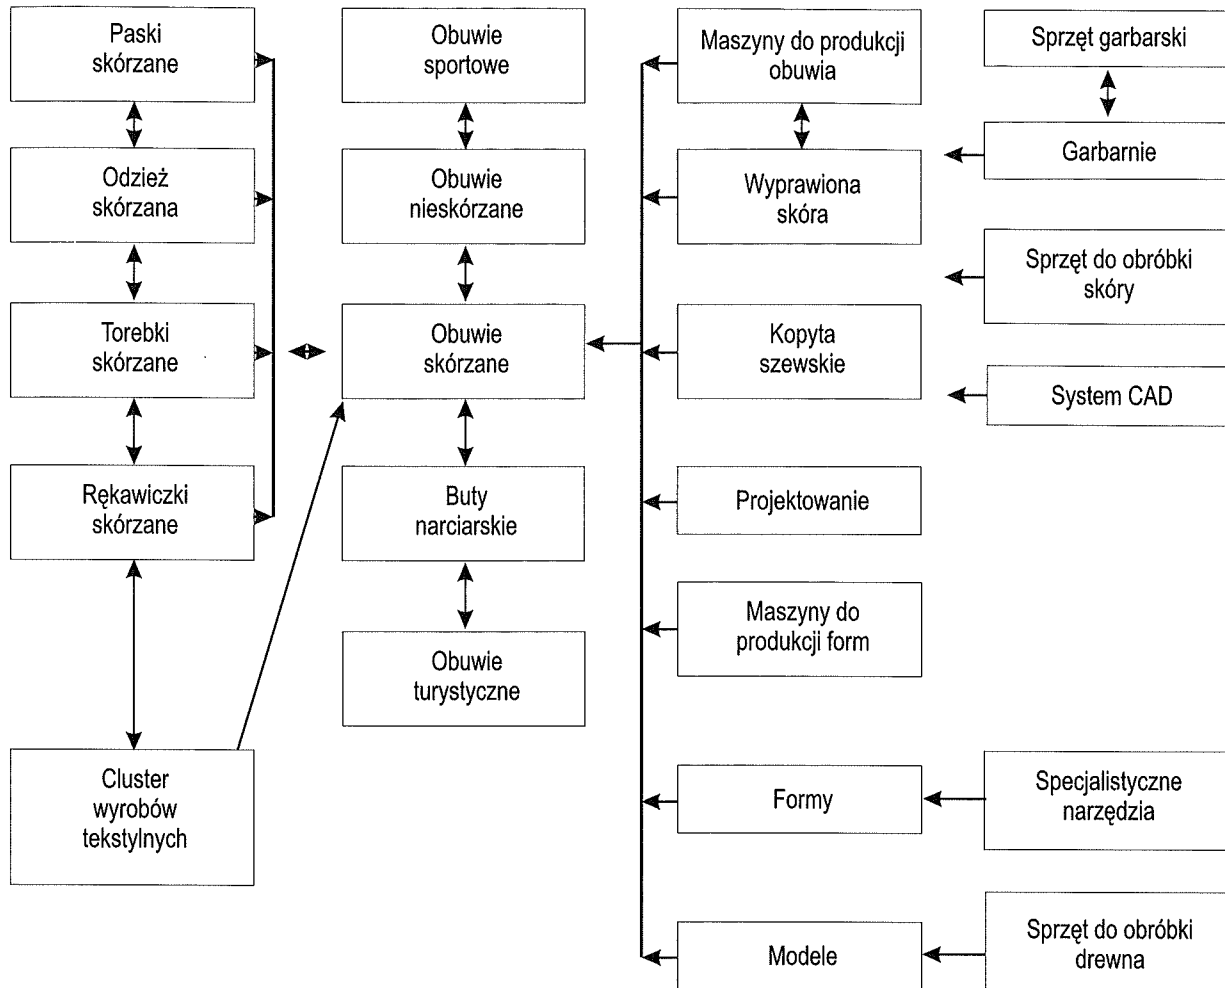 Paski
skórzane
Odzież
skórzana
Torebki
skórzane
Rękawiczki
skórzane
Cluster
wyrobów
tekstylnych
Obuwie
sportowe
Obuwie
nieskórzane
Obuwie
skórzane
Buty
narciarskie
Obuwie
turystyczne
Maszyny do produkcji
obuwia
Wyprawiona
skóra
Kopyta
szewskie
Projektowanie
Maszyny do
produkcji form
Formy
Modele
Sprzęt garbarski
Garbarnie
Sprzęt do obróbki
skóry
System CAD
Specjalistyczne
narzędzia
Sprzęt do obróbki
drewna